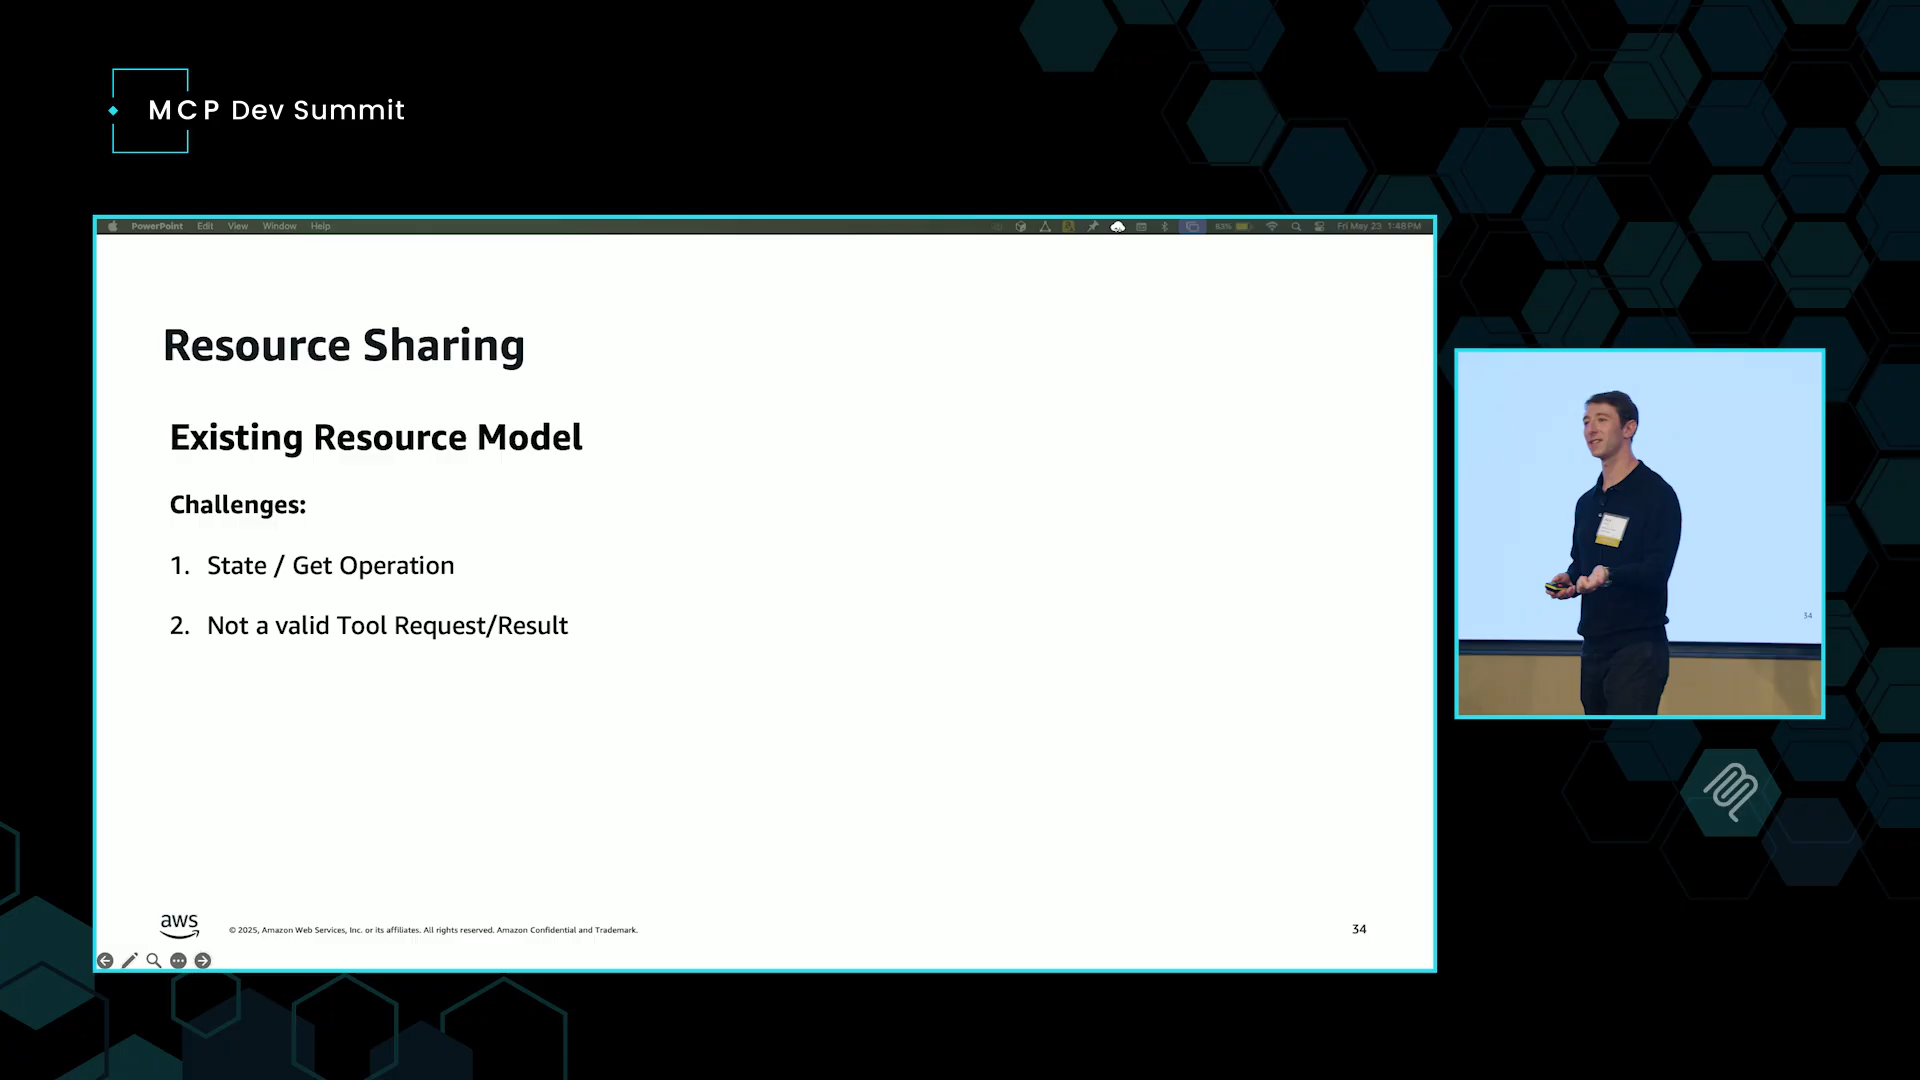 MCP Dev Summit
PowerPoint Edit View Window Help
63% Fri May 23 1:48 PM
Resource Sharing
Existing Resource Model
Challenges:
1. State / Get Operation
2. Not a valid Tool Request/Result
aws
© 2025, Amazon Web Services, Inc. or its affiliates. All rights reserved. Amazon Confidential and Trademark.
34
34